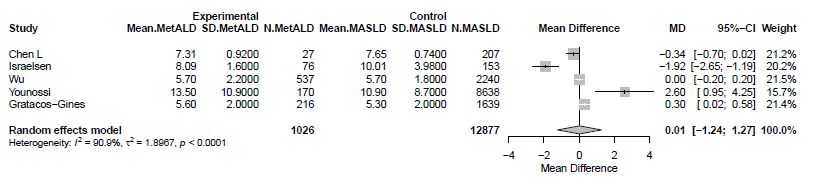 Experimental Control
Study Mean.MetALD SD.MetALD N.MetALD Mean.MASLD SD.MASLD N.MASLD Mean Difference MD 95%−CI Weight
Chen L 7.31 0.9200 27 7.65 0.7400 207 −0.34 [−0.70; 0.02] 21.2%
Israelsen 8.09 1.6000 76 10.01 3.9800 153 −1.92 [−2.65; −1.19] 20.2%
Wu 5.70 2.2000 537 5.70 1.8000 2240 0.00 [−0.20; 0.20] 21.5%
Younossi 13.50 10.9000 170 10.90 8.7000 8638 2.60 [ 0.95; 4.25] 15.7%
Gratacos−Gines 5.60 2.0000 216 5.30 2.0000 1639 0.30 [ 0.02; 0.58] 21.4%
Random effects model 1026 12877 0.01 [−1.24; 1.27] 100.0%
Heterogeneity: I² = 90.9%, τ² = 1.8967, p < 0.0001
−4 −2 0 2 4
Mean Difference